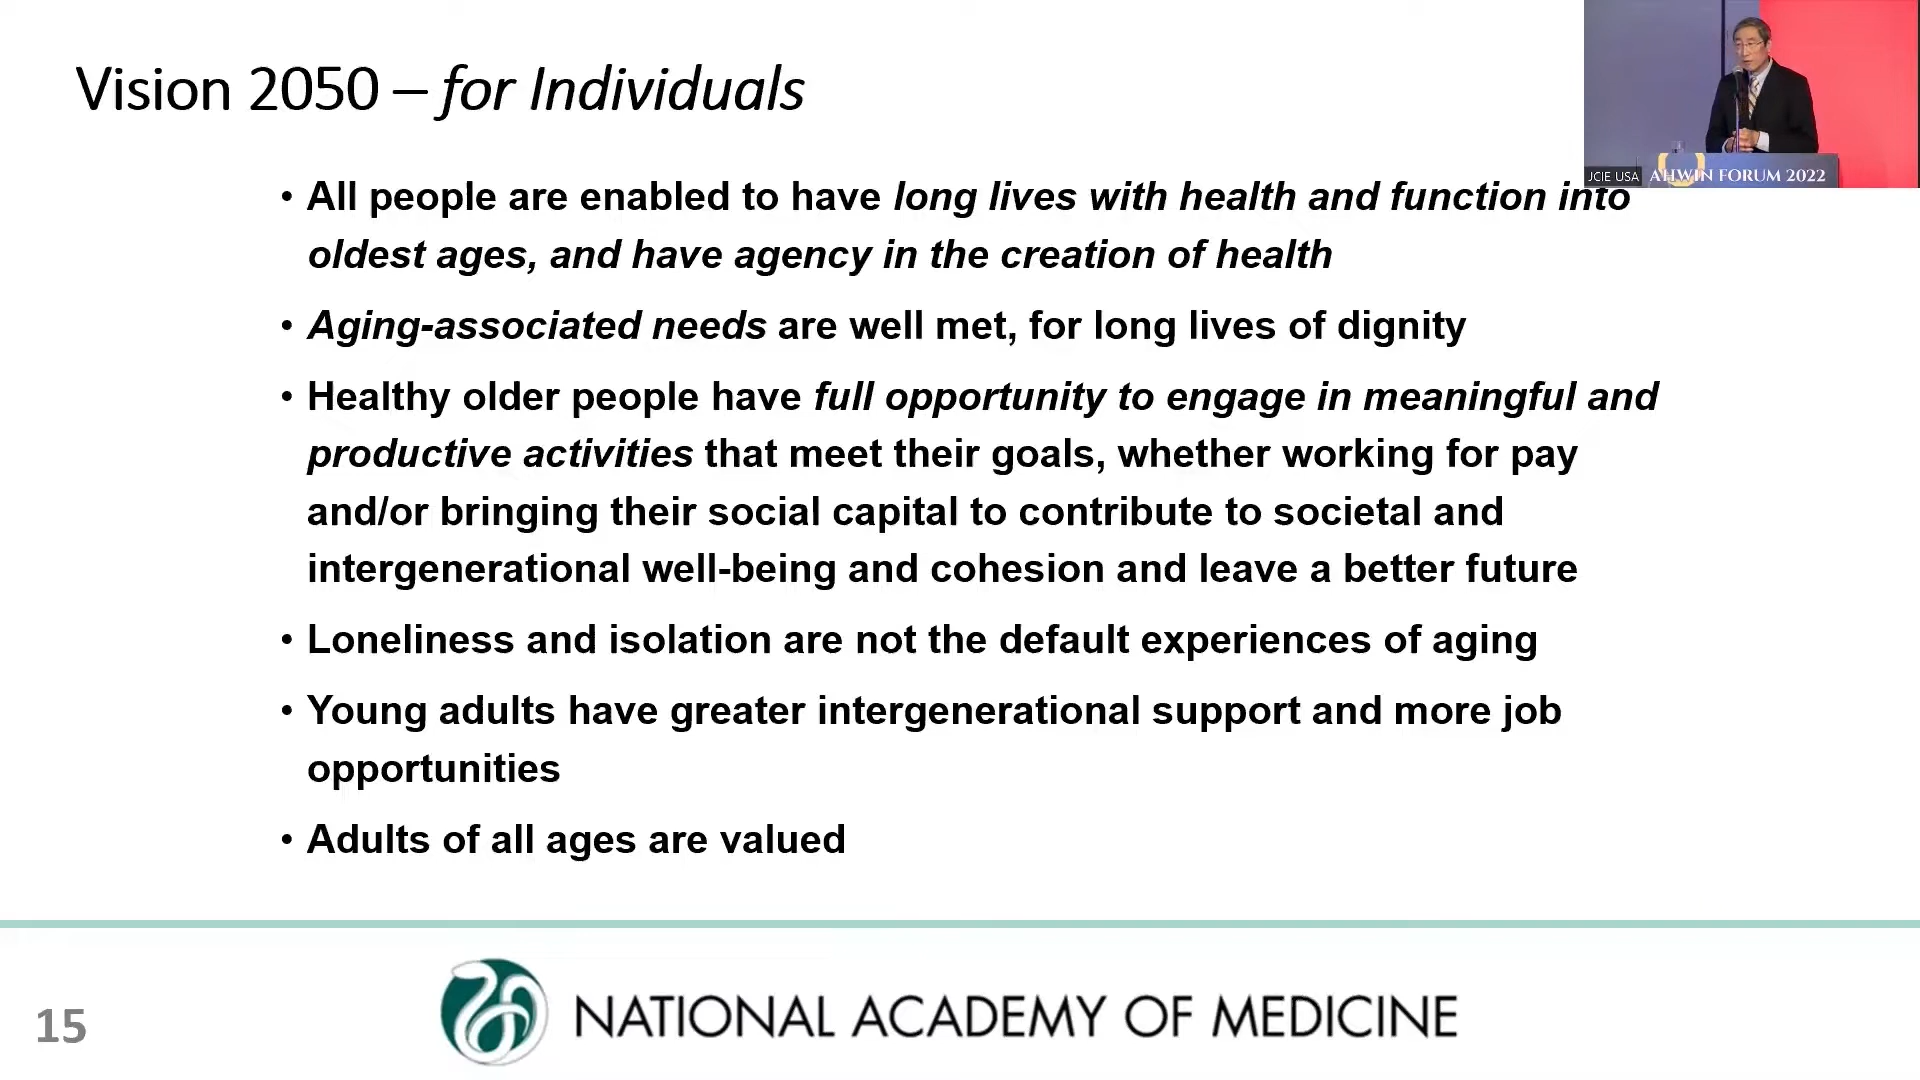 Vision 2050 – for Individuals
JCIE USA
AHWIN FORUM 2022
• All people are enabled to have long lives with health and function into
oldest ages, and have agency in the creation of health
• Aging-associated needs are well met, for long lives of dignity
• Healthy older people have full opportunity to engage in meaningful and
productive activities that meet their goals, whether working for pay
and/or bringing their social capital to contribute to societal and
intergenerational well-being and cohesion and leave a better future
• Loneliness and isolation are not the default experiences of aging
• Young adults have greater intergenerational support and more job
opportunities
• Adults of all ages are valued
15
NATIONAL ACADEMY OF MEDICINE